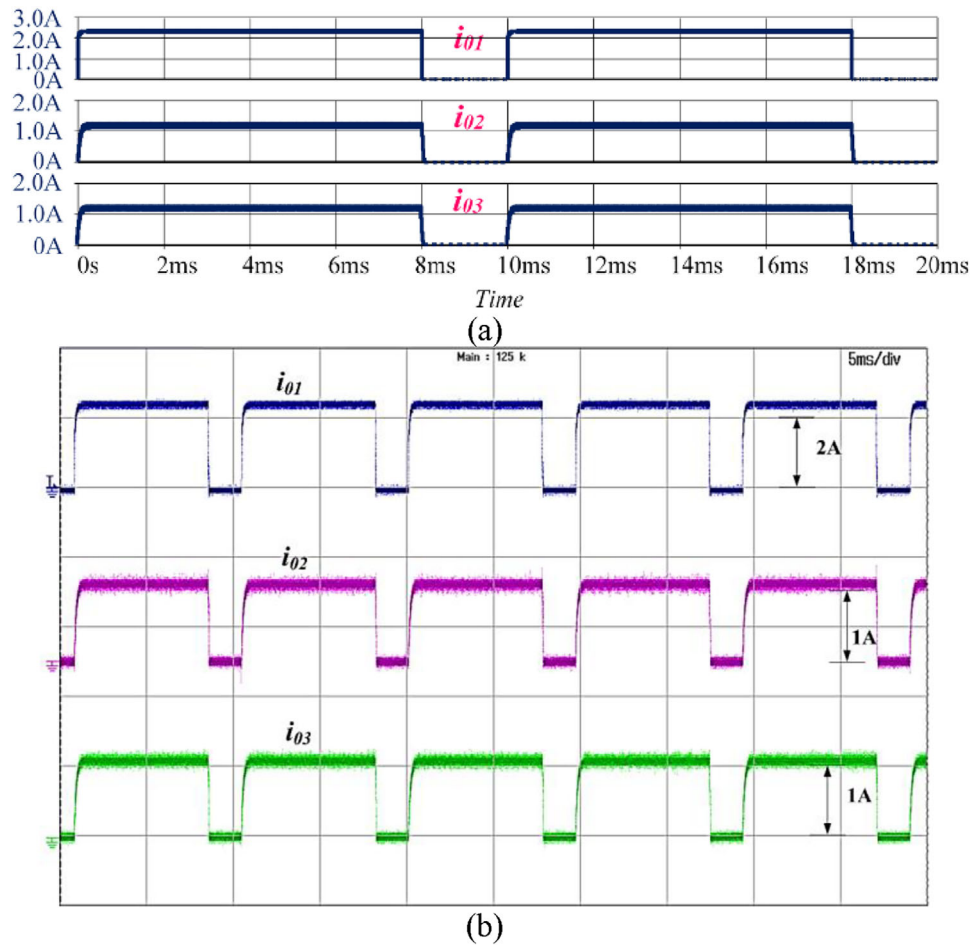 3.0A
2.0A
1.0A
0A
i01
2.0A
1.0A
0A
i02
2.0A
1.0A
0A
i03
0s 2ms 4ms 6ms 8ms 10ms 12ms 14ms 16ms 18ms 20ms
Time
(a)
Main : 125 k
5ms/div
i01
2A
i02
1A
i03
1A
(b)